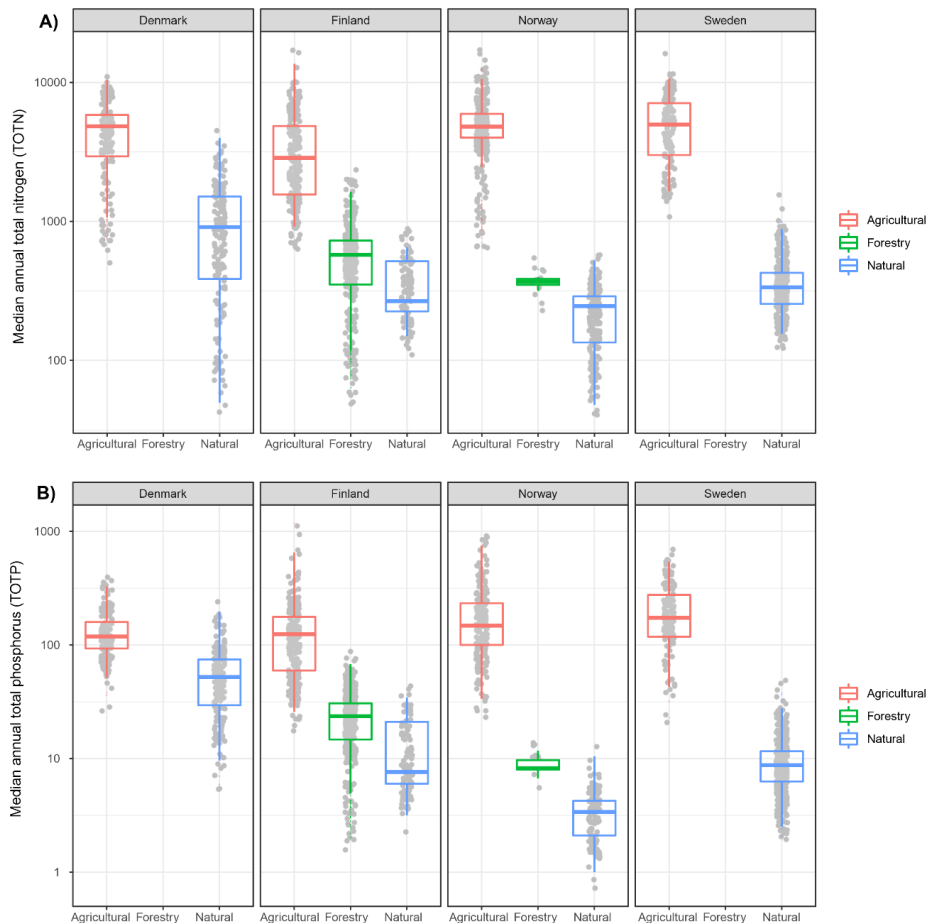 A)
Denmark
Finland
Norway
Sweden
Median annual total nitrogen (TOTN)
10000
1000
100
Agricultural Forestry Natural
Agricultural Forestry Natural
Agricultural Forestry Natural
Agricultural Forestry Natural
Agricultural
Forestry
Natural
B)
Denmark
Finland
Norway
Sweden
Median annual total phosphorus (TOTP)
1000
100
10
1
Agricultural Forestry Natural
Agricultural Forestry Natural
Agricultural Forestry Natural
Agricultural Forestry Natural
Agricultural
Forestry
Natural